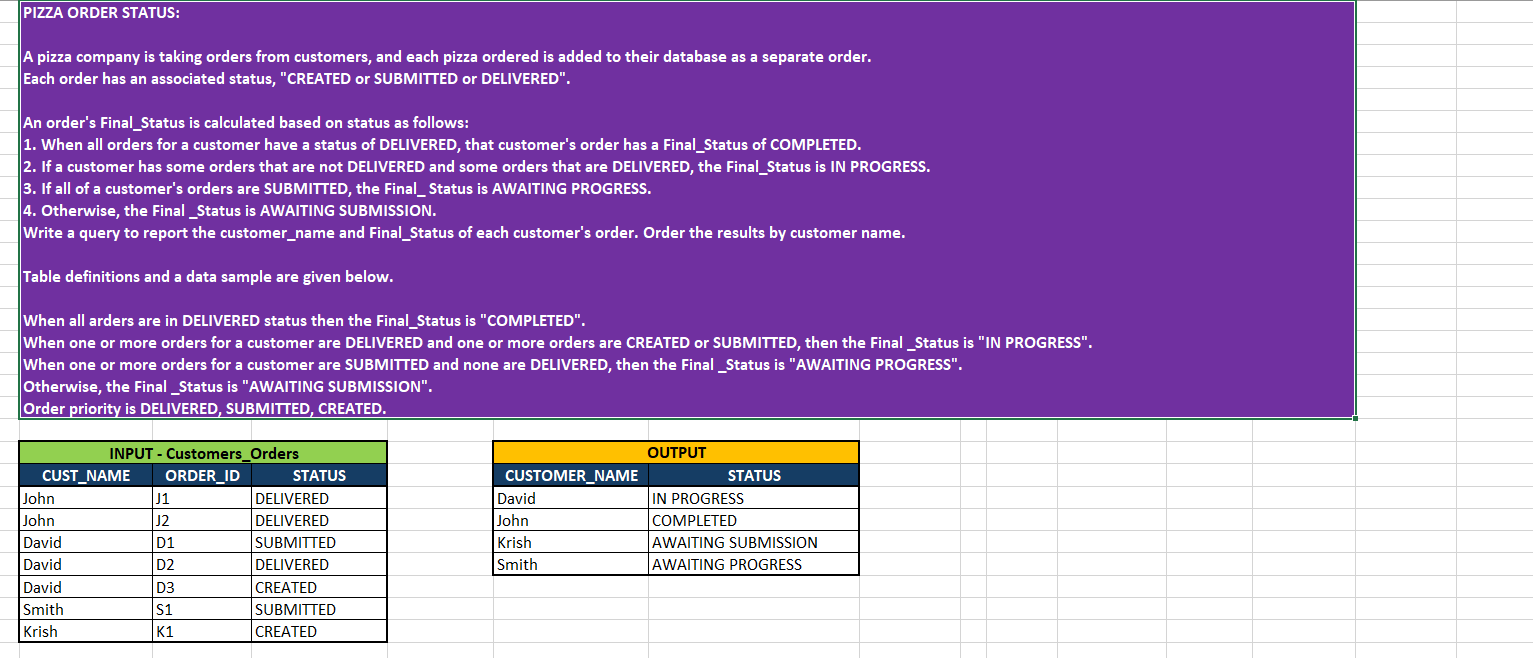 PIZZA ORDER STATUS:
A pizza company is taking orders from customers, and each pizza ordered is added to their database as a separate order.
Each order has an associated status, "CREATED or SUBMITTED or DELIVERED".
An order's Final_Status is calculated based on status as follows:
1. When all orders for a customer have a status of DELIVERED, that customer's order has a Final_Status of COMPLETED.
2. If a customer has some orders that are not DELIVERED and some orders that are DELIVERED, the Final_Status is IN PROGRESS.
3. If all of a customer's orders are SUBMITTED, the Final_ Status is AWAITING PROGRESS.
4. Otherwise, the Final _Status is AWAITING SUBMISSION.
Write a query to report the customer_name and Final_Status of each customer's order. Order the results by customer name.
Table definitions and a data sample are given below.
When all arders are in DELIVERED status then the Final_Status is "COMPLETED".
When one or more orders for a customer are DELIVERED and one or more orders are CREATED or SUBMITTED, then the Final _Status is "IN PROGRESS".
When one or more orders for a customer are SUBMITTED and none are DELIVERED, then the Final _Status is "AWAITING PROGRESS".
Otherwise, the Final _Status is "AWAITING SUBMISSION".
Order priority is DELIVERED, SUBMITTED, CREATED.
INPUT - Customers_Orders
CUST_NAME ORDER_ID STATUS
John J1 DELIVERED
John J2 DELIVERED
David D1 SUBMITTED
David D2 DELIVERED
David D3 CREATED
Smith S1 SUBMITTED
Krish K1 CREATED
OUTPUT
CUSTOMER_NAME STATUS
David IN PROGRESS
John COMPLETED
Krish AWAITING SUBMISSION
Smith AWAITING PROGRESS